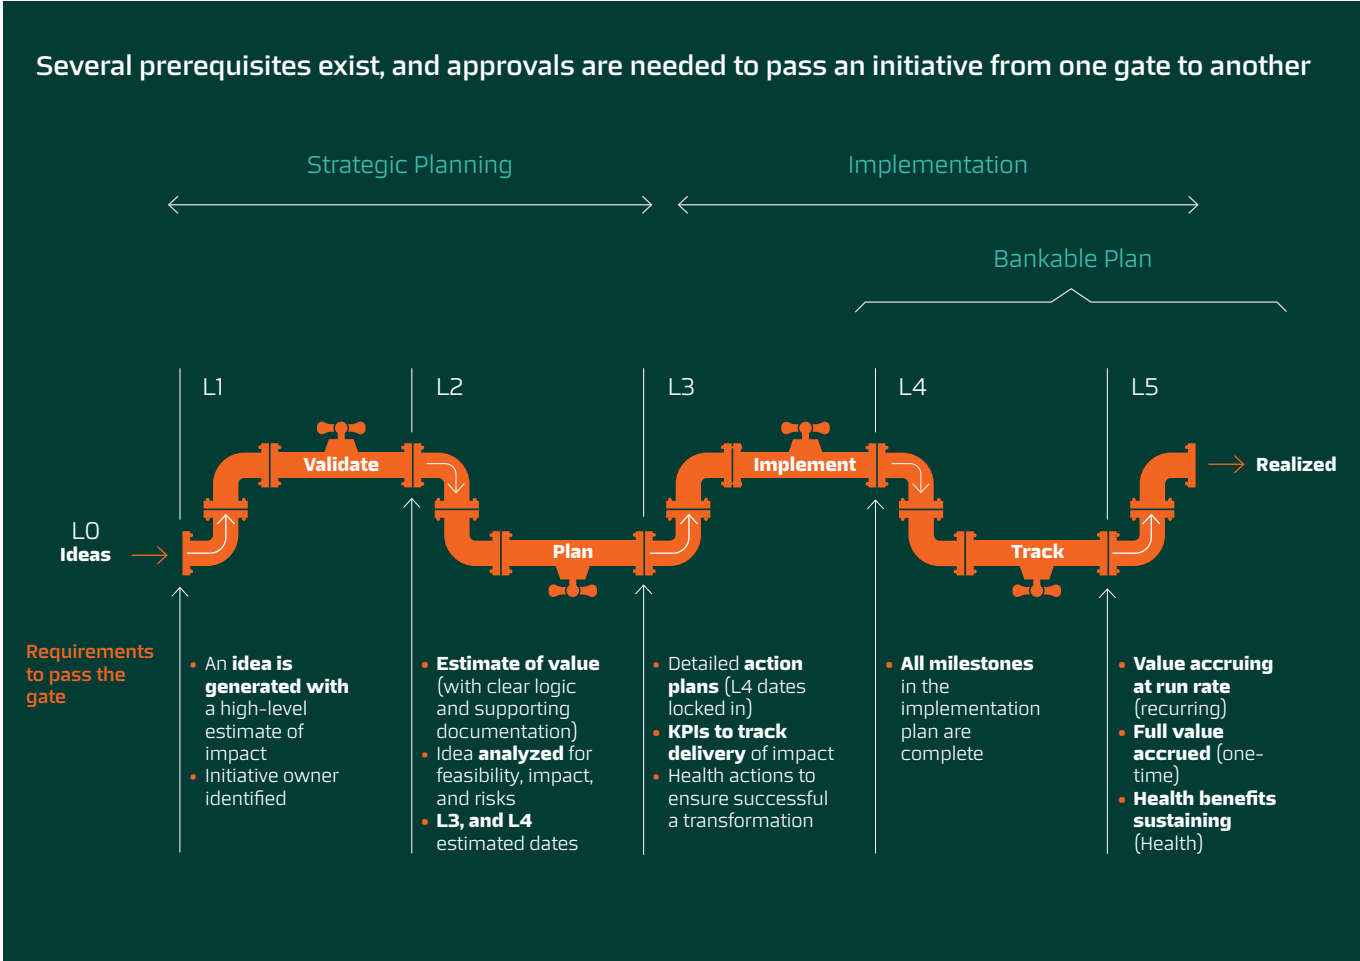 Several prerequisites exist, and approvals are needed to pass an initiative from one gate to another
Strategic Planning
Implementation
Bankable Plan
L1
L2
L3
L4
L5
Validate
Implement
Realized
L0
Ideas
Plan
Track
Requirements
to pass the
gate
• An idea is
generated with
a high-level
estimate of
impact
• Initiative owner
identified
• Estimate of value
(with clear logic
and supporting
documentation)
• Idea analyzed for
feasibility, impact,
and risks
• L3, and L4
estimated dates
• Detailed action
plans (L4 dates
locked in)
• KPIs to track
delivery of impact
• Health actions to
ensure successful
a transformation
• All milestones
in the
implementation
plan are
complete
• Value accruing
at run rate
(recurring)
• Full value
accrued (one-
time)
• Health benefits
sustaining
(Health)